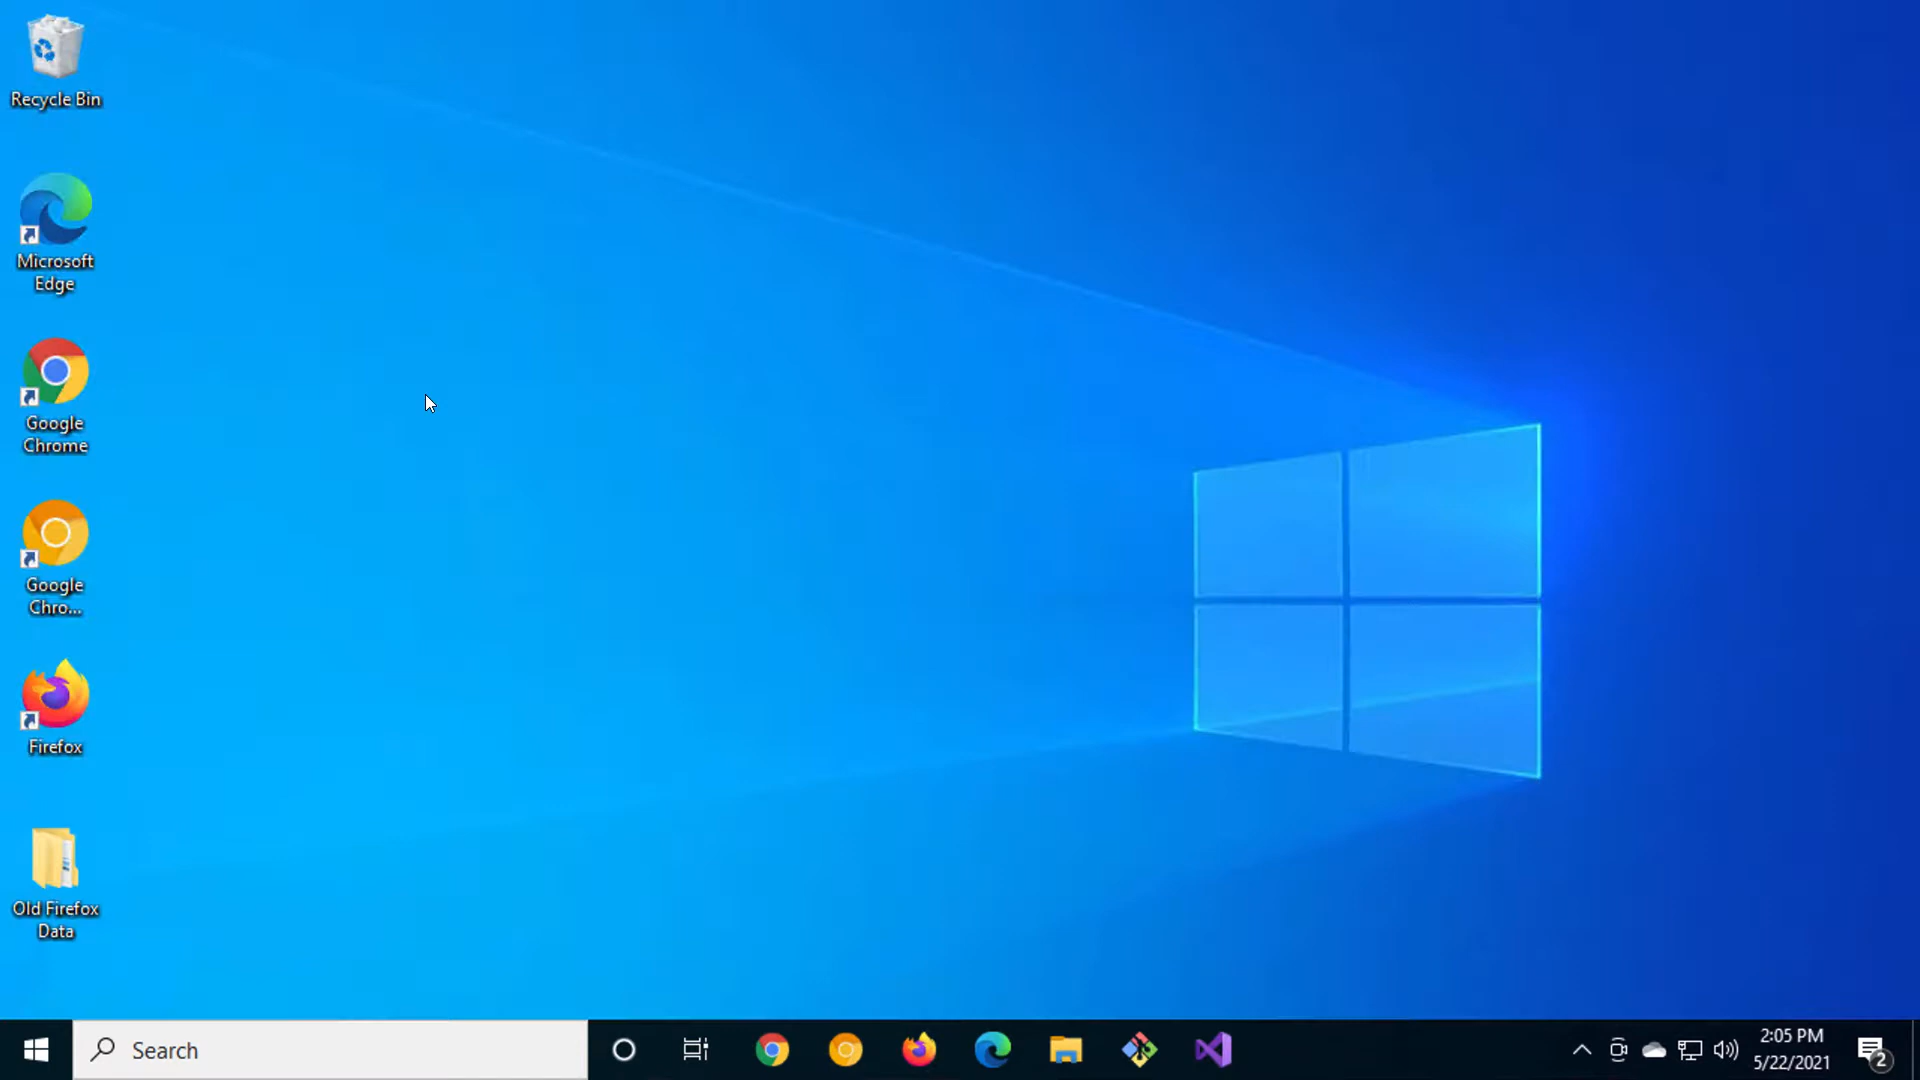 Recycle Bin
Microsoft
Edge
Google
Chrome
Google
Chro...
Firefox
Old Firefox
Data
Search
2:05 PM
5/22/2021
2